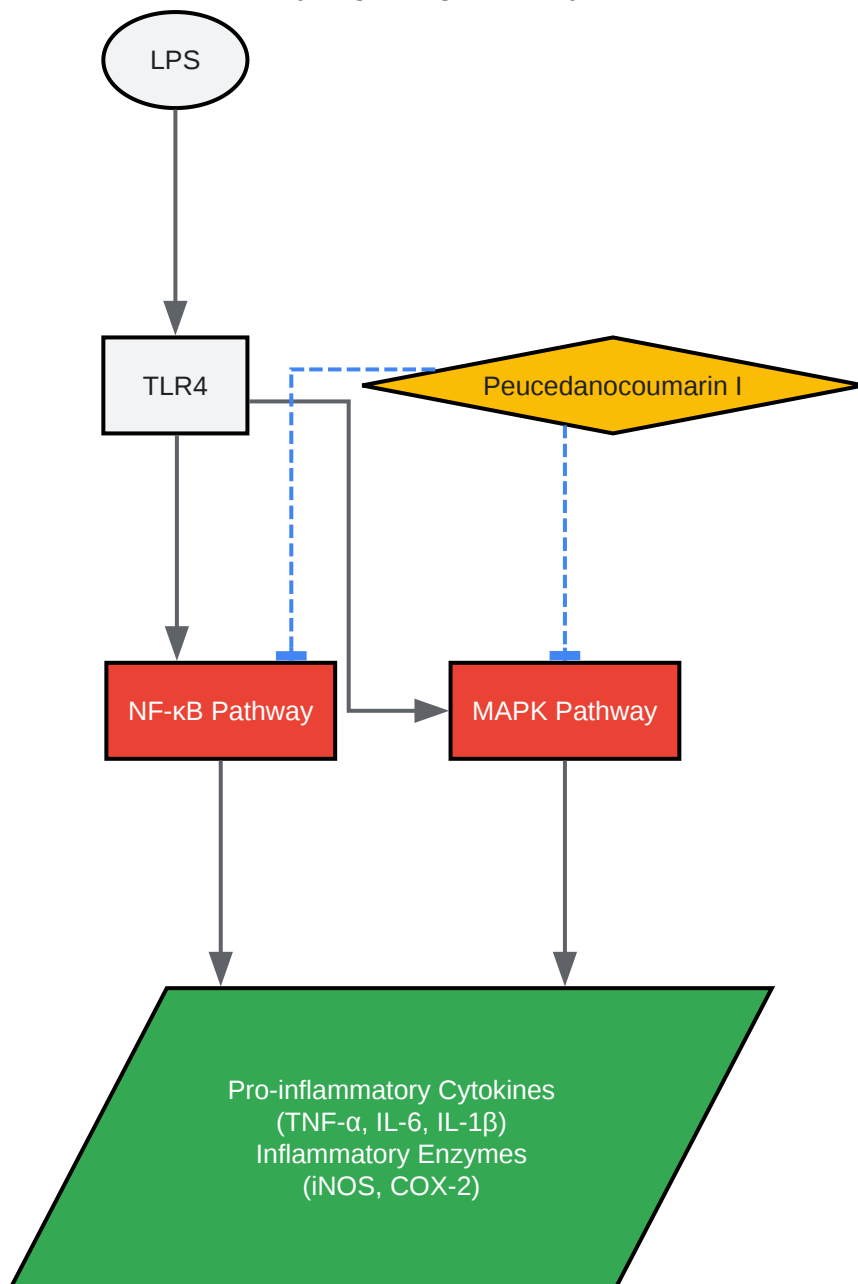 LPS
TLR4
Peucedanocoumarin I
NF-κB Pathway
MAPK Pathway
Pro-inflammatory Cytokines
(TNF-α, IL-6, IL-1β)
Inflammatory Enzymes
(iNOS, COX-2)